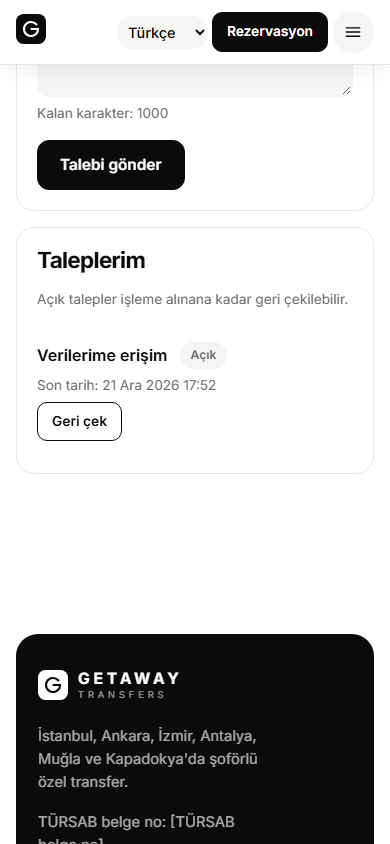 G
Türkçe
Rezervasyon
Kalan karakter: 1000
Talebi gönder
Taleplerim
Açık talepler işleme alınana kadar geri çekilebilir.
Verilerime erişim
Açık
Son tarih: 21 Ara 2026 17:52
Geri çek
G
GETAWAY
TRANSFERS
İstanbul, Ankara, İzmir, Antalya,
Muğla ve Kapadokya'da şoförlü
özel transfer.
TÜRSAB belge no: [TÜRSAB
belge no]